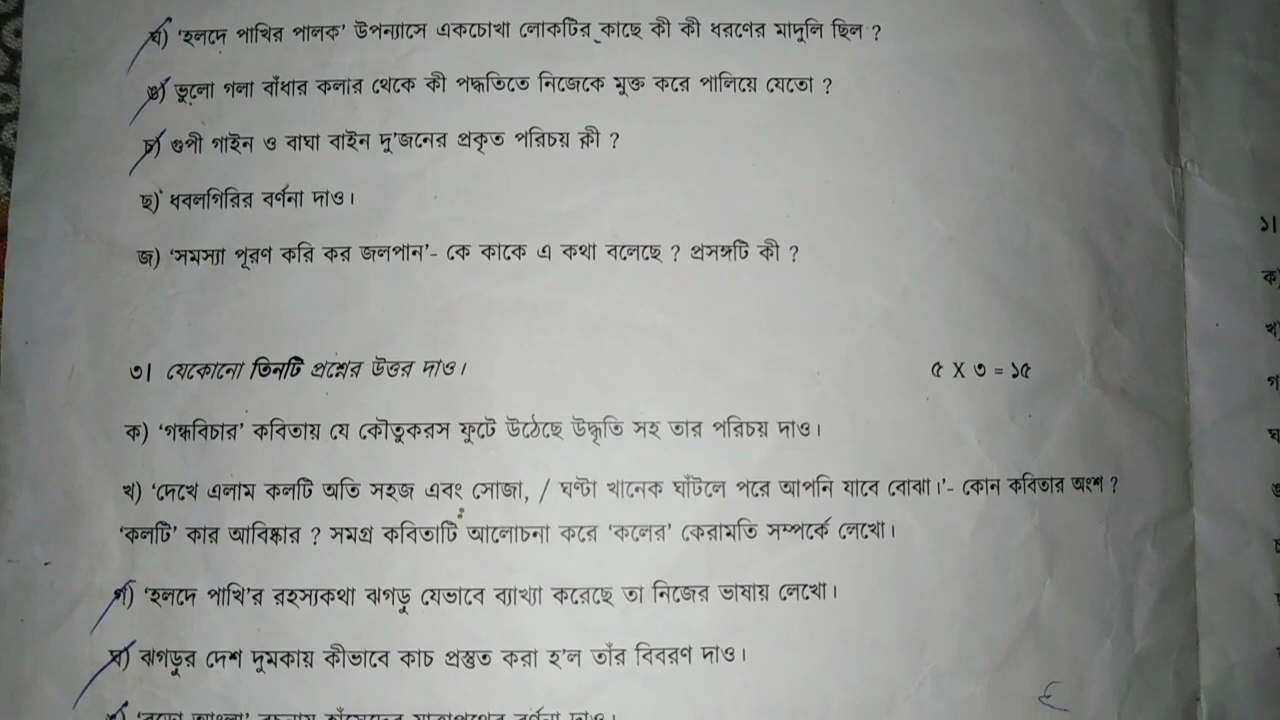 ঘ) 'হলদে পাখির পালক' উপন্যাসে একচোখা লোকটির কাছে কী কী ধরণের মাদুলি ছিল ?
ঙ) ভুলো গলা বাঁধার কলার থেকে কী পদ্ধতিতে নিজেকে মুক্ত করে পালিয়ে যেতো ?
চ) গুপী গাইন ও বাঘা বাইন দু'জনের প্রকৃত পরিচয় কী ?
ছ) ধবলগিরির বর্ণনা দাও।
জ) 'সমস্যা পূরণ করি কর জলপান'- কে কাকে এ কথা বলেছে ? প্রসঙ্গটি কী ?
৩। যেকোনো তিনটি প্রশ্নের উত্তর দাও। ৫ X ৩ = ১৫
ক) 'গন্ধবিচার' কবিতায় যে কৌতুকরস ফুটে উঠেছে উদ্ধৃতি সহ তার পরিচয় দাও।
খ) 'দেখে এলাম কলটি অতি সহজ এবং সোজা, / ঘণ্টা খানেক ঘাঁটলে পরে আপনি যাবে বোঝা।'- কোন কবিতার অংশ ?
'কলটি' কার আবিষ্কার ? সমগ্র কবিতাটি আলোচনা করে 'কলের' কেরামতি সম্পর্কে লেখো।
গ) 'হলদে পাখি'র রহস্যকথা ঝগড়ু যেভাবে ব্যাখ্যা করেছে তা নিজের ভাষায় লেখো।
ঘ) ঝগড়ুর দেশ দুমকায় কীভাবে কাচ প্রস্তুত করা হ'ল তাঁর বিবরণ দাও।
১।
ক)
খ)
গ
ঘ